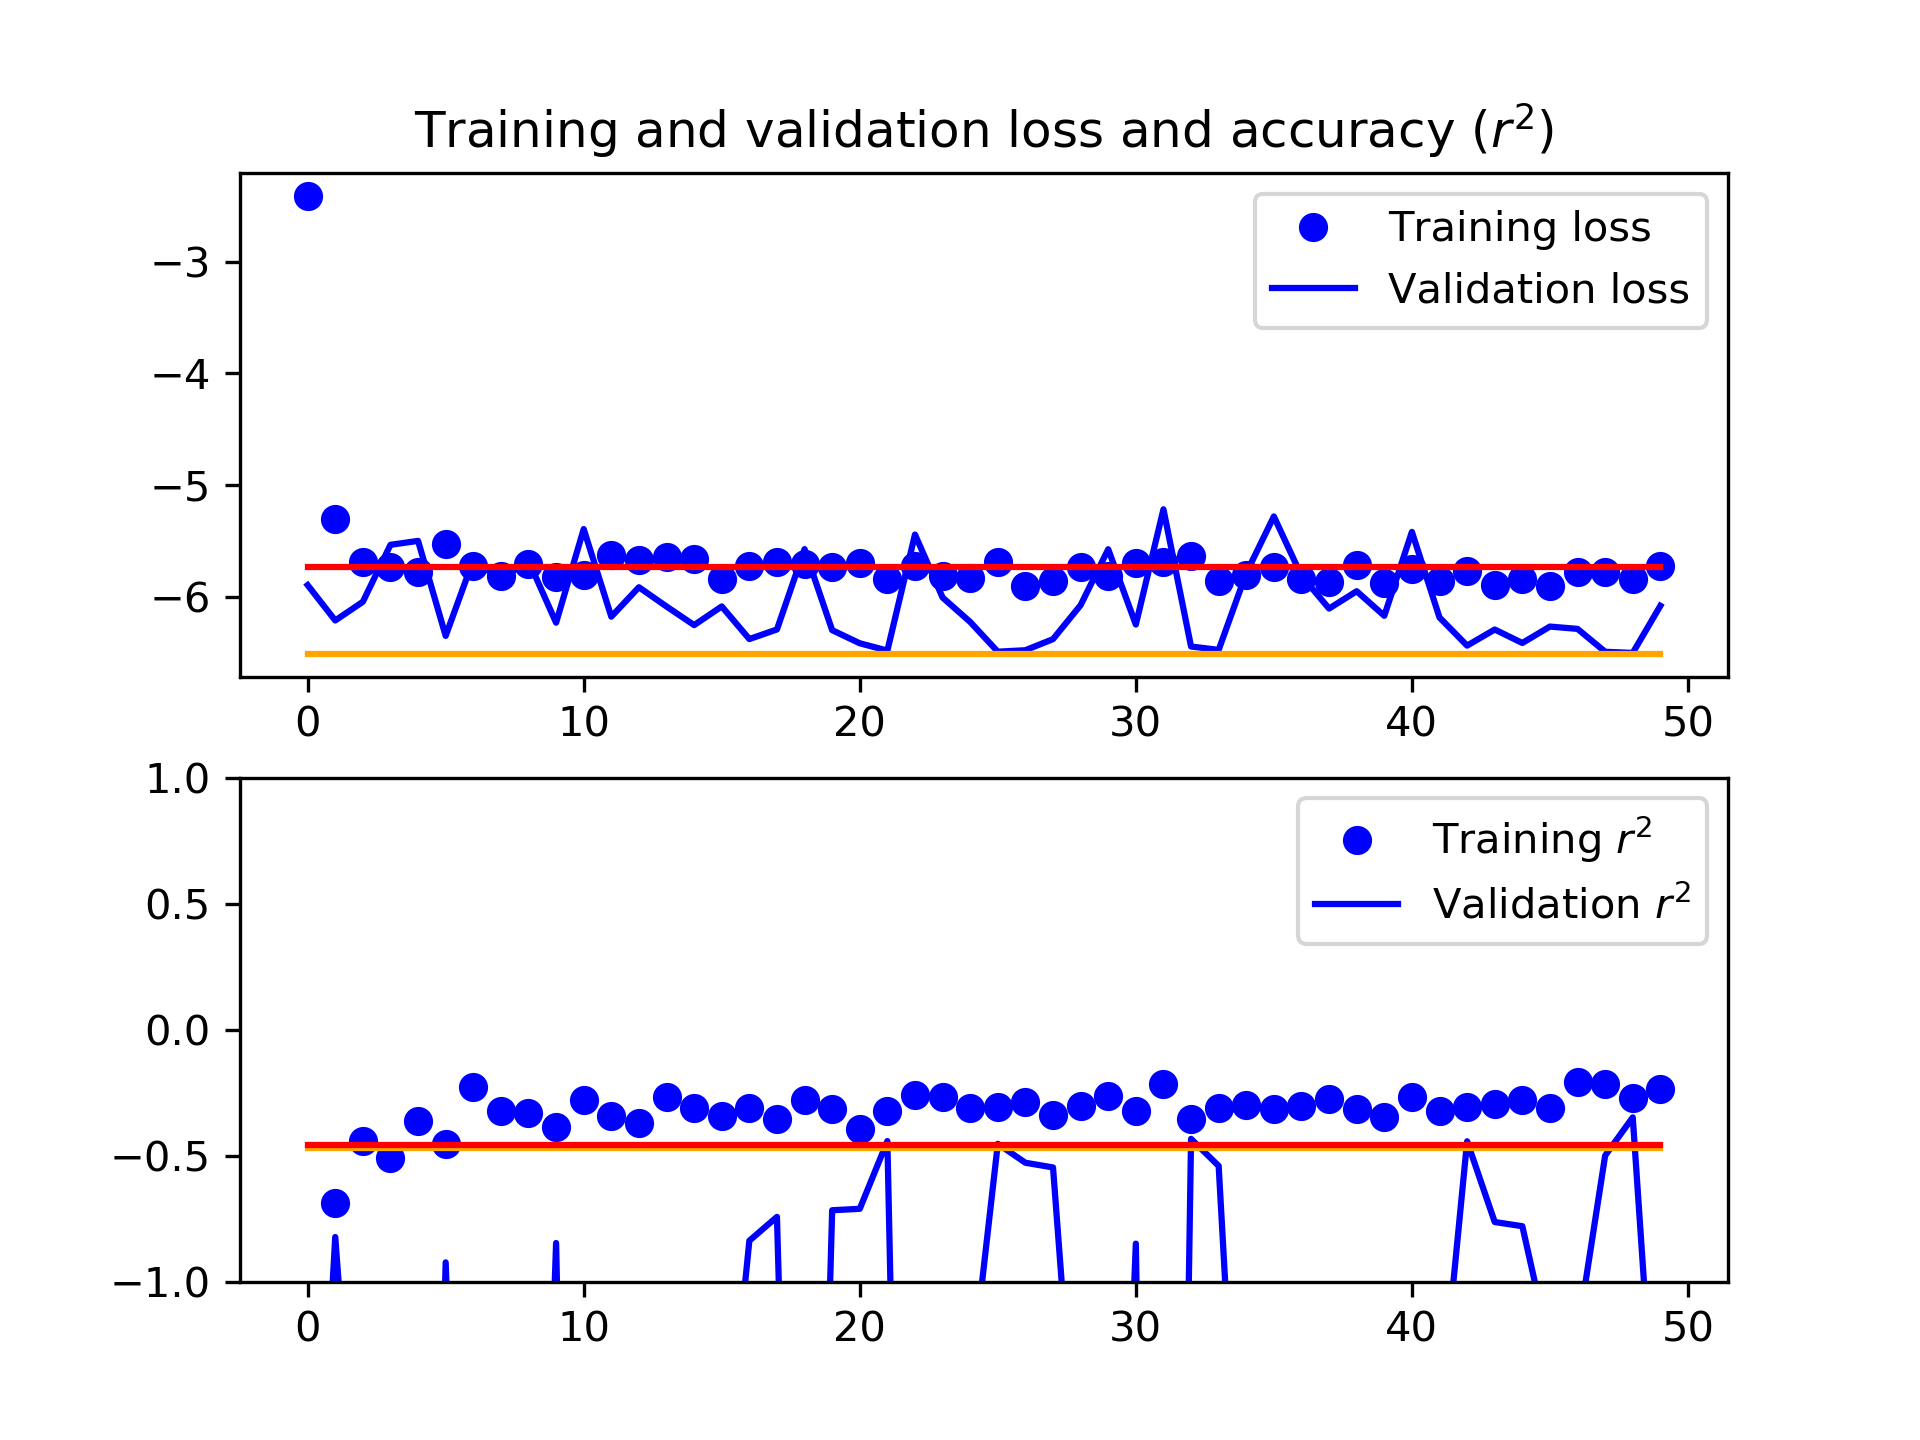 Training and validation loss and accuracy (r²)
Training loss
Validation loss
−3
−4
−5
−6
0 10 20 30 40 50
Training r²
Validation r²
1.0
0.5
0.0
−0.5
−1.0
0 10 20 30 40 50